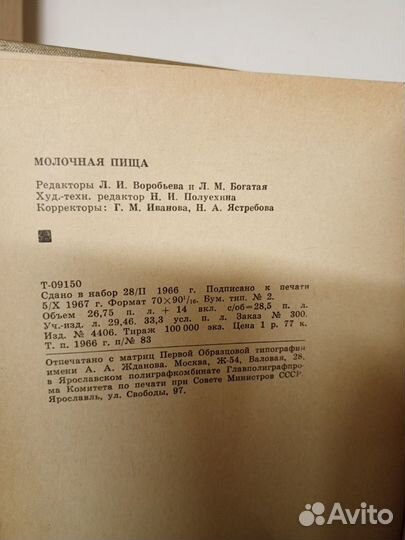 МОЛОЧНАЯ ПИЩА
Редакторы Л. И. Воробьева и Л. М. Богатая
Худ.-техн. редактор Н. И. Полуехина
Корректоры: Г. М. Иванова, Н. А. Ястребова
Т-09150
Сдано в набор 28/II 1966 г. Подписано к печати
5/X 1967 г. Формат 70×90¹/₁₆. Бум. тип. № 2.
Объем 26,75 п. л. + 14 вкл. с/об=28,5 п. л.
Уч.-изд. л. 29,46. 33,3 усл. п. л. Заказ № 300.
Изд. № 4406. Тираж 100 000 экз. Цена 1 р. 77 к.
Т. п. 1966 г. п/№ 83
Отпечатано с матриц Первой Образцовой типографии
имени А. А. Жданова. Москва, Ж-54, Валовая, 28,
в Ярославском полиграфкомбинате Главполиграфпро-
ма Комитета по печати при Совете Министров СССР.
Ярославль, ул. Свободы, 97.
Avito